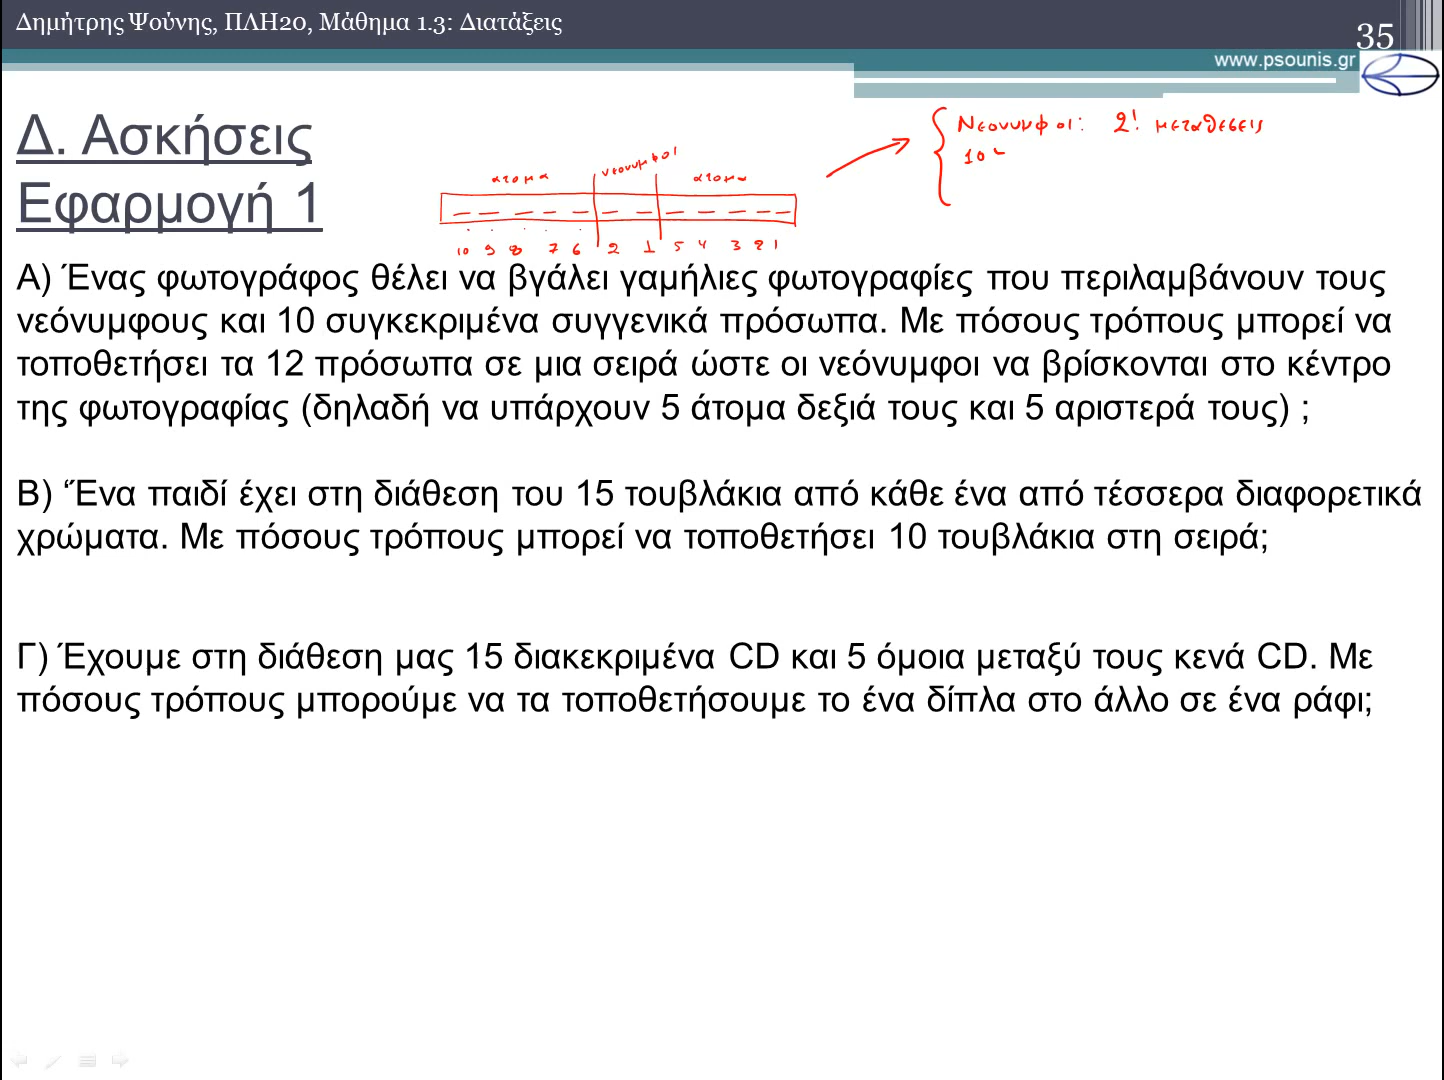 Δημήτρης Ψούνης, ΠΛΗ20, Μάθημα 1.3: Διατάξεις
35
www.psounis.gr
Δ. Ασκήσεις
Εφαρμογή 1
ατομα νεονυμφοι ατομα
10 9 8 7 6 2 1 5 4 3 2 1
Νεονυμφοι: 2! μεταθεσεις
10
Α) Ένας φωτογράφος θέλει να βγάλει γαμήλιες φωτογραφίες που περιλαμβάνουν τους
νεόνυμφους και 10 συγκεκριμένα συγγενικά πρόσωπα. Με πόσους τρόπους μπορεί να
τοποθετήσει τα 12 πρόσωπα σε μια σειρά ώστε οι νεόνυμφοι να βρίσκονται στο κέντρο
της φωτογραφίας (δηλαδή να υπάρχουν 5 άτομα δεξιά τους και 5 αριστερά τους) ;
Β) Ένα παιδί έχει στη διάθεση του 15 τουβλάκια από κάθε ένα από τέσσερα διαφορετικά
χρώματα. Με πόσους τρόπους μπορεί να τοποθετήσει 10 τουβλάκια στη σειρά;
Γ) Έχουμε στη διάθεση μας 15 διακεκριμένα CD και 5 όμοια μεταξύ τους κενά CD. Με
πόσους τρόπους μπορούμε να τα τοποθετήσουμε το ένα δίπλα στο άλλο σε ένα ράφι;